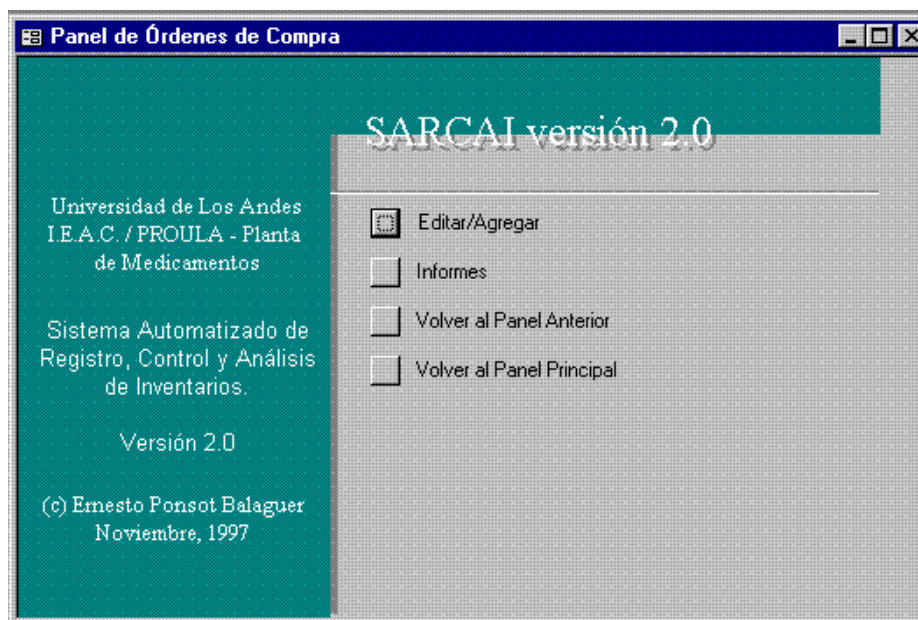 Panel de Órdenes de Compra
SARCAI versión 2.0
Universidad de Los Andes
I.E.A.C. / PROULA - Planta
de Medicamentos
Sistema Automatizado de
Registro, Control y Análisis
de Inventarios.
Versión 2.0
(c) Ernesto Ponsot Balaguer
Noviembre, 1997
Editar/Agregar
Informes
Volver al Panel Anterior
Volver al Panel Principal